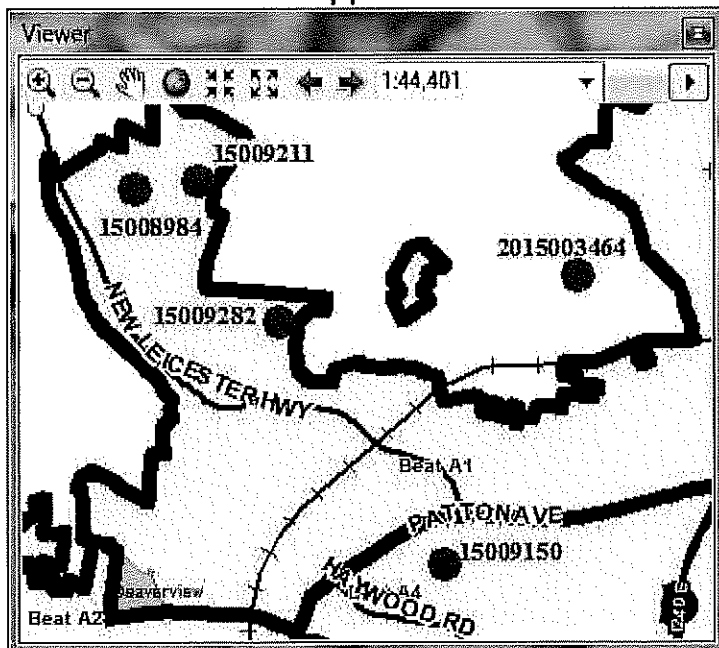 Viewer
1:44,401
15009211
15008984
2015003464
15009282
NEW LEICESTER HWY
Beat A1
PATTON AVE
15009150
HAYWOOD RD
Beat A2